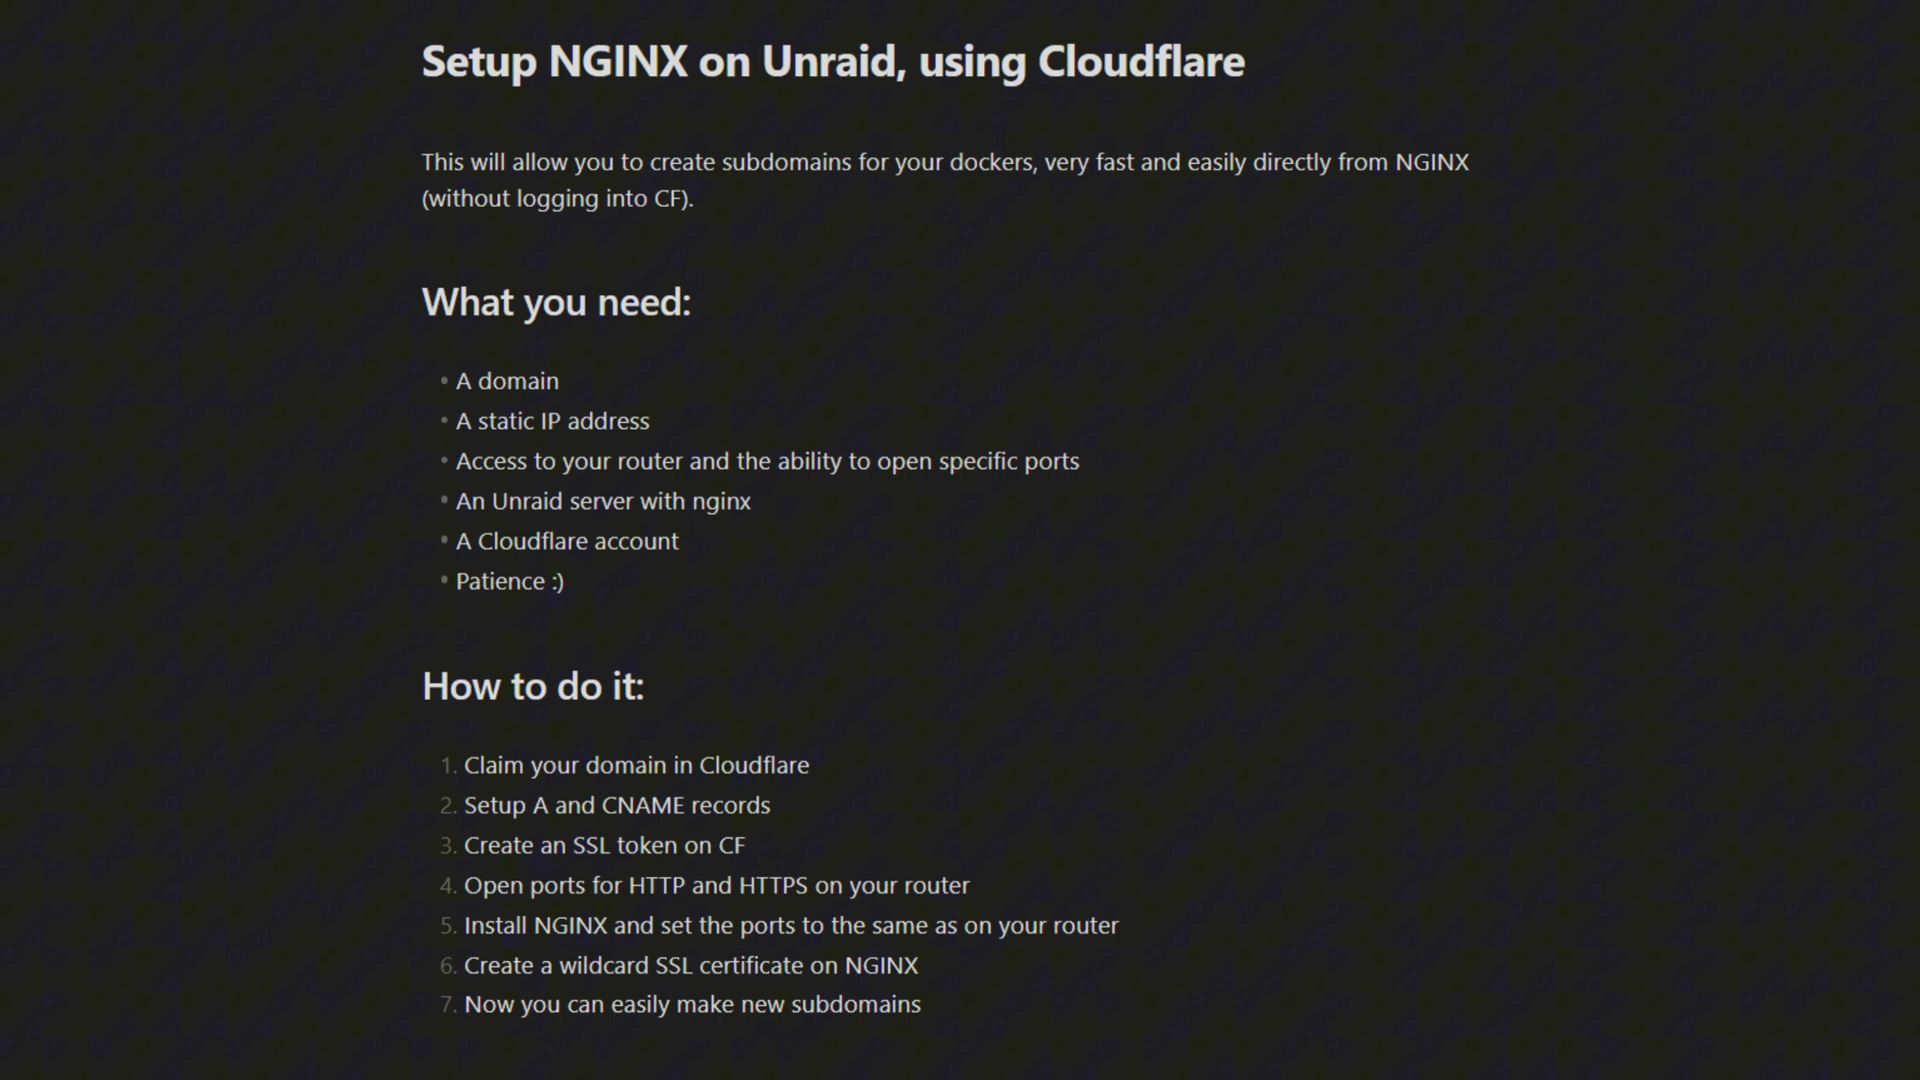 Setup NGINX on Unraid, using Cloudflare
This will allow you to create subdomains for your dockers, very fast and easily directly from NGINX
(without logging into CF).
What you need:
• A domain
• A static IP address
• Access to your router and the ability to open specific ports
• An Unraid server with nginx
• A Cloudflare account
• Patience :)
How to do it:
1. Claim your domain in Cloudflare
2. Setup A and CNAME records
3. Create an SSL token on CF
4. Open ports for HTTP and HTTPS on your router
5. Install NGINX and set the ports to the same as on your router
6. Create a wildcard SSL certificate on NGINX
7. Now you can easily make new subdomains